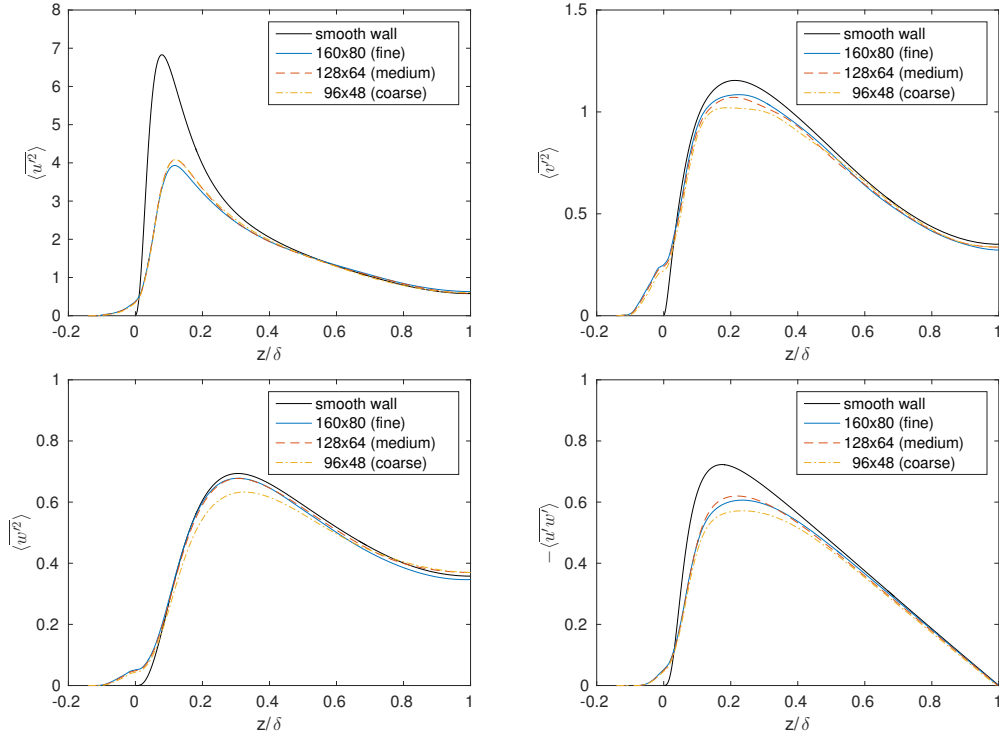 8
7
6
5
4
3
2
1
0
-0.2
0
0.2
0.4
0.6
0.8
1
z/δ
⟨u′²⟩
smooth wall
160x80 (fine)
128x64 (medium)
96x48 (coarse)
1.5
1
0.5
0
-0.2
0
0.2
0.4
0.6
0.8
1
z/δ
⟨v′²⟩
smooth wall
160x80 (fine)
128x64 (medium)
96x48 (coarse)
1
0.8
0.6
0.4
0.2
0
-0.2
0
0.2
0.4
0.6
0.8
1
z/δ
⟨w′²⟩
smooth wall
160x80 (fine)
128x64 (medium)
96x48 (coarse)
1
0.8
0.6
0.4
0.2
0
-0.2
0
0.2
0.4
0.6
0.8
1
z/δ
−⟨u′w′⟩
smooth wall
160x80 (fine)
128x64 (medium)
96x48 (coarse)